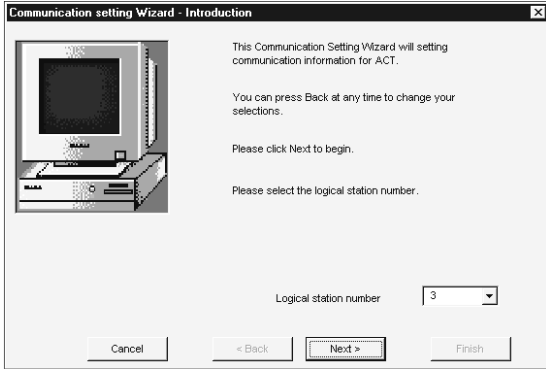 Communication setting Wizard - Introduction
This Communication Setting Wizard will setting
communication information for ACT.
You can press Back at any time to change your
selections.
Please click Next to begin.
Please select the logical station number.
Logical station number 3
Cancel < Back Next > Finish